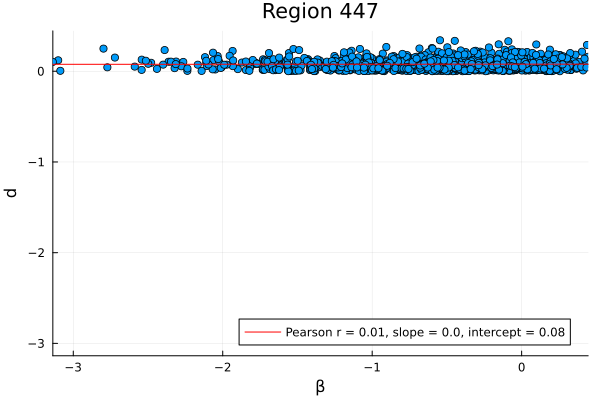 Region 447
d
0
−1
−2
−3
Pearson r = 0.01, slope = 0.0, intercept = 0.08
−3
−2
−1
0
β